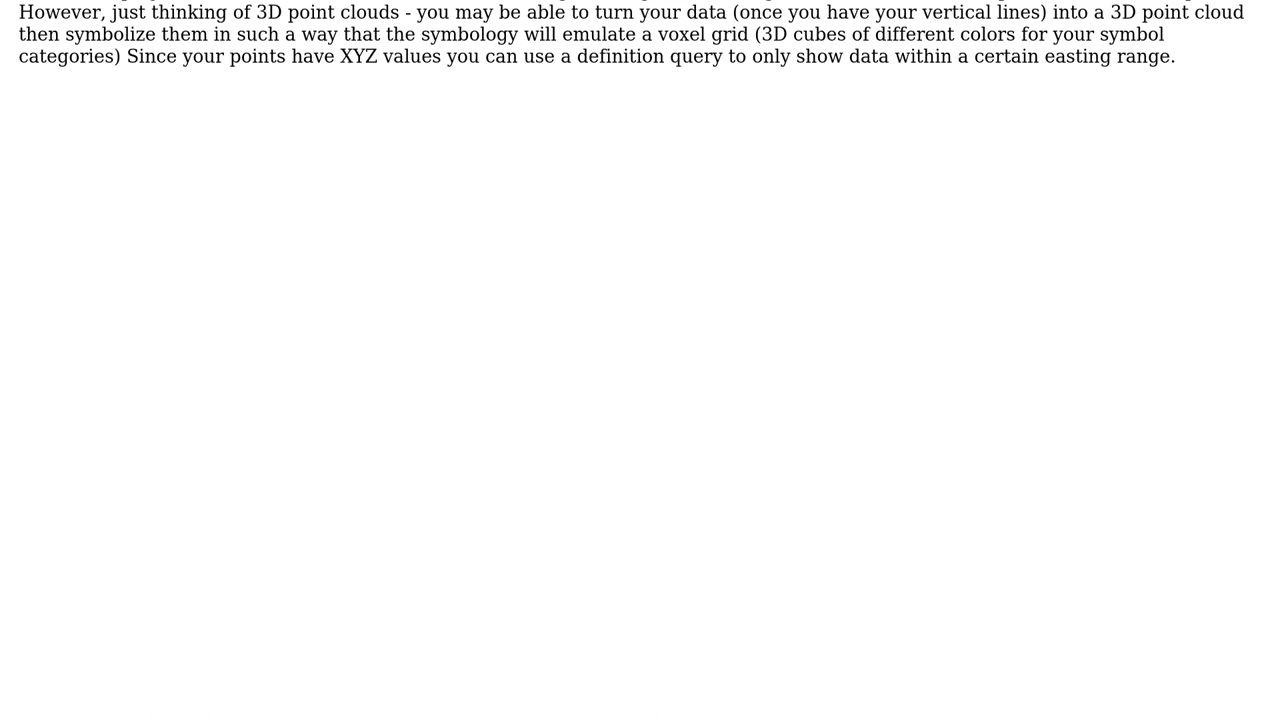 However, just thinking of 3D point clouds - you may be able to turn your data (once you have your vertical lines) into a 3D point cloud
then symbolize them in such a way that the symbology will emulate a voxel grid (3D cubes of different colors for your symbol
categories) Since your points have XYZ values you can use a definition query to only show data within a certain easting range.